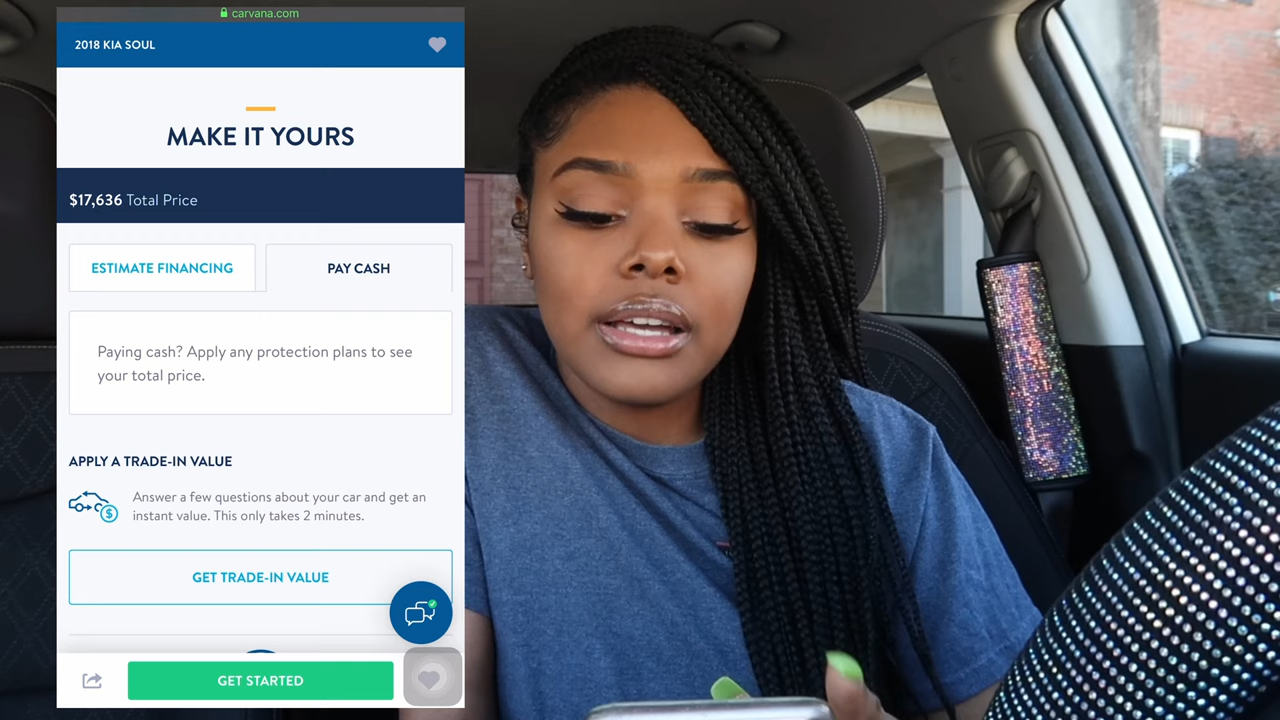 carvana.com
2018 KIA SOUL
MAKE IT YOURS
$17,636 Total Price
ESTIMATE FINANCING
PAY CASH
Paying cash? Apply any protection plans to see
your total price.
APPLY A TRADE-IN VALUE
Answer a few questions about your car and get an
instant value. This only takes 2 minutes.
GET TRADE-IN VALUE
GET STARTED